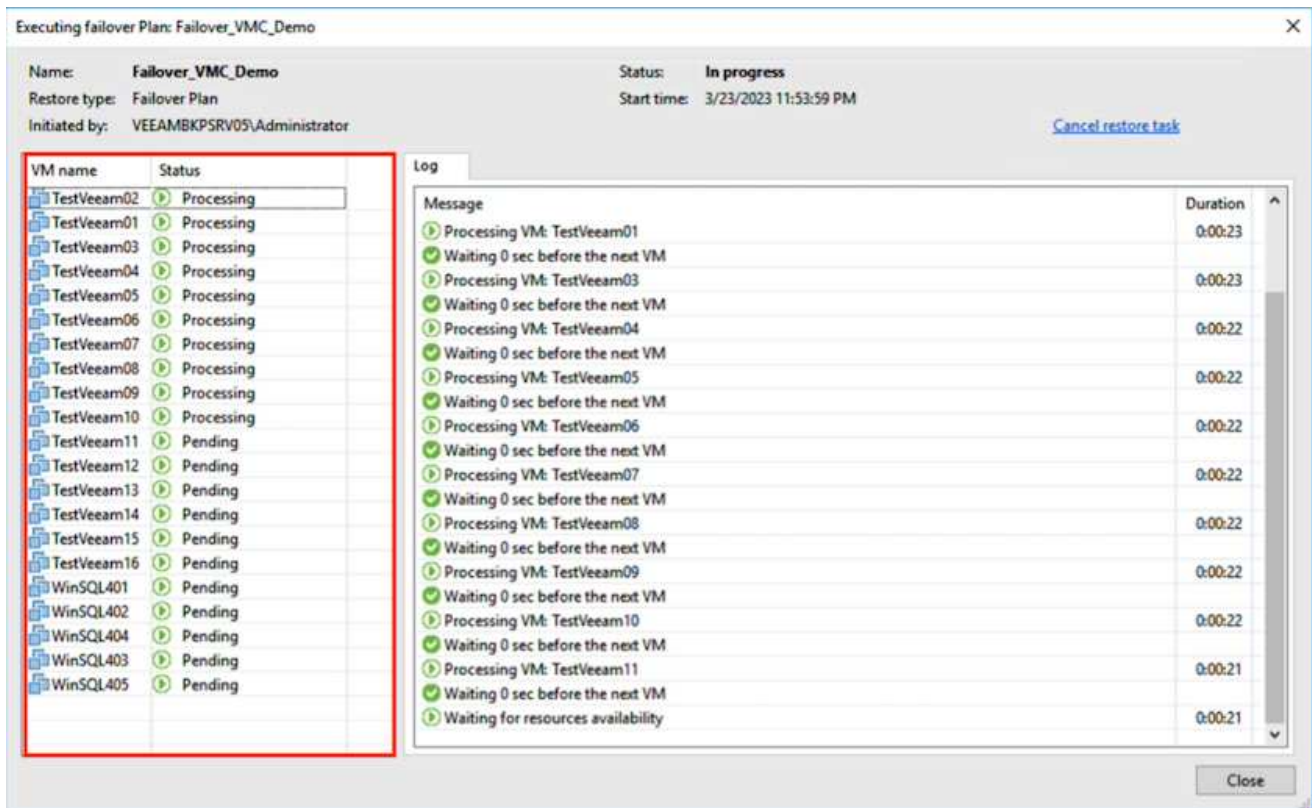 Executing failover Plan: Failover_VMC_Demo
Name: Failover_VMC_Demo Status: In progress
Restore type: Failover Plan Start time: 3/23/2023 11:53:59 PM
Initiated by: VEEAMBKPSRV05\Administrator Cancel restore task
VM name Status
TestVeeam02 Processing
TestVeeam01 Processing
TestVeeam03 Processing
TestVeeam04 Processing
TestVeeam05 Processing
TestVeeam06 Processing
TestVeeam07 Processing
TestVeeam08 Processing
TestVeeam09 Processing
TestVeeam10 Processing
TestVeeam11 Pending
TestVeeam12 Pending
TestVeeam13 Pending
TestVeeam14 Pending
TestVeeam15 Pending
TestVeeam16 Pending
WinSQL401 Pending
WinSQL402 Pending
WinSQL404 Pending
WinSQL403 Pending
WinSQL405 Pending
Log
Message Duration
Processing VM: TestVeeam01 0:00:23
Waiting 0 sec before the next VM
Processing VM: TestVeeam03 0:00:23
Waiting 0 sec before the next VM
Processing VM: TestVeeam04 0:00:22
Waiting 0 sec before the next VM
Processing VM: TestVeeam05 0:00:22
Waiting 0 sec before the next VM
Processing VM: TestVeeam06 0:00:22
Waiting 0 sec before the next VM
Processing VM: TestVeeam07 0:00:22
Waiting 0 sec before the next VM
Processing VM: TestVeeam08 0:00:22
Waiting 0 sec before the next VM
Processing VM: TestVeeam09 0:00:22
Waiting 0 sec before the next VM
Processing VM: TestVeeam10 0:00:22
Waiting 0 sec before the next VM
Processing VM: TestVeeam11 0:00:21
Waiting 0 sec before the next VM
Waiting for resources availability 0:00:21
Close